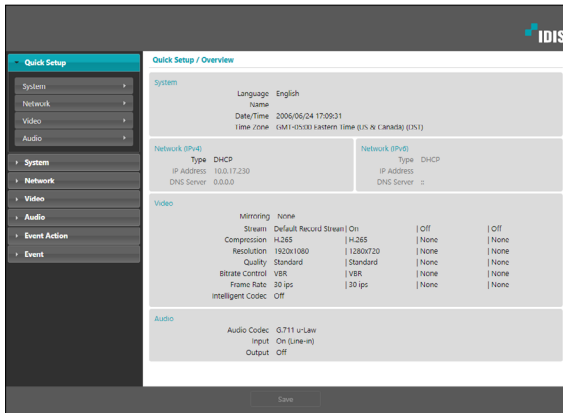 IDIS
Quick Setup
System
Network
Video
Audio
System
Network
Video
Audio
Event Action
Event
Quick Setup / Overview
System
Language English
Name
Date/Time 2006/06/24 17:09:31
Time Zone GMT-05:00 Eastern Time (US & Canada) (DST)
Network (IPv4)
Type DHCP
IP Address 10.0.17.230
DNS Server 0.0.0.0
Network (IPv6)
Type DHCP
IP Address
DNS Server ::
Video
Mirroring None
Stream Default Record Stream | On | Off | Off
Compression H.265 | H.265 | None | None
Resolution 1920x1080 | 1280x720 | None | None
Quality Standard | Standard | None | None
Bitrate Control VBR | VBR | None | None
Frame Rate 30 ips | 30 ips | None | None
Intelligent Codec Off
Audio
Audio Codec G.711 u-Law
Input On (Line-in)
Output Off
Save